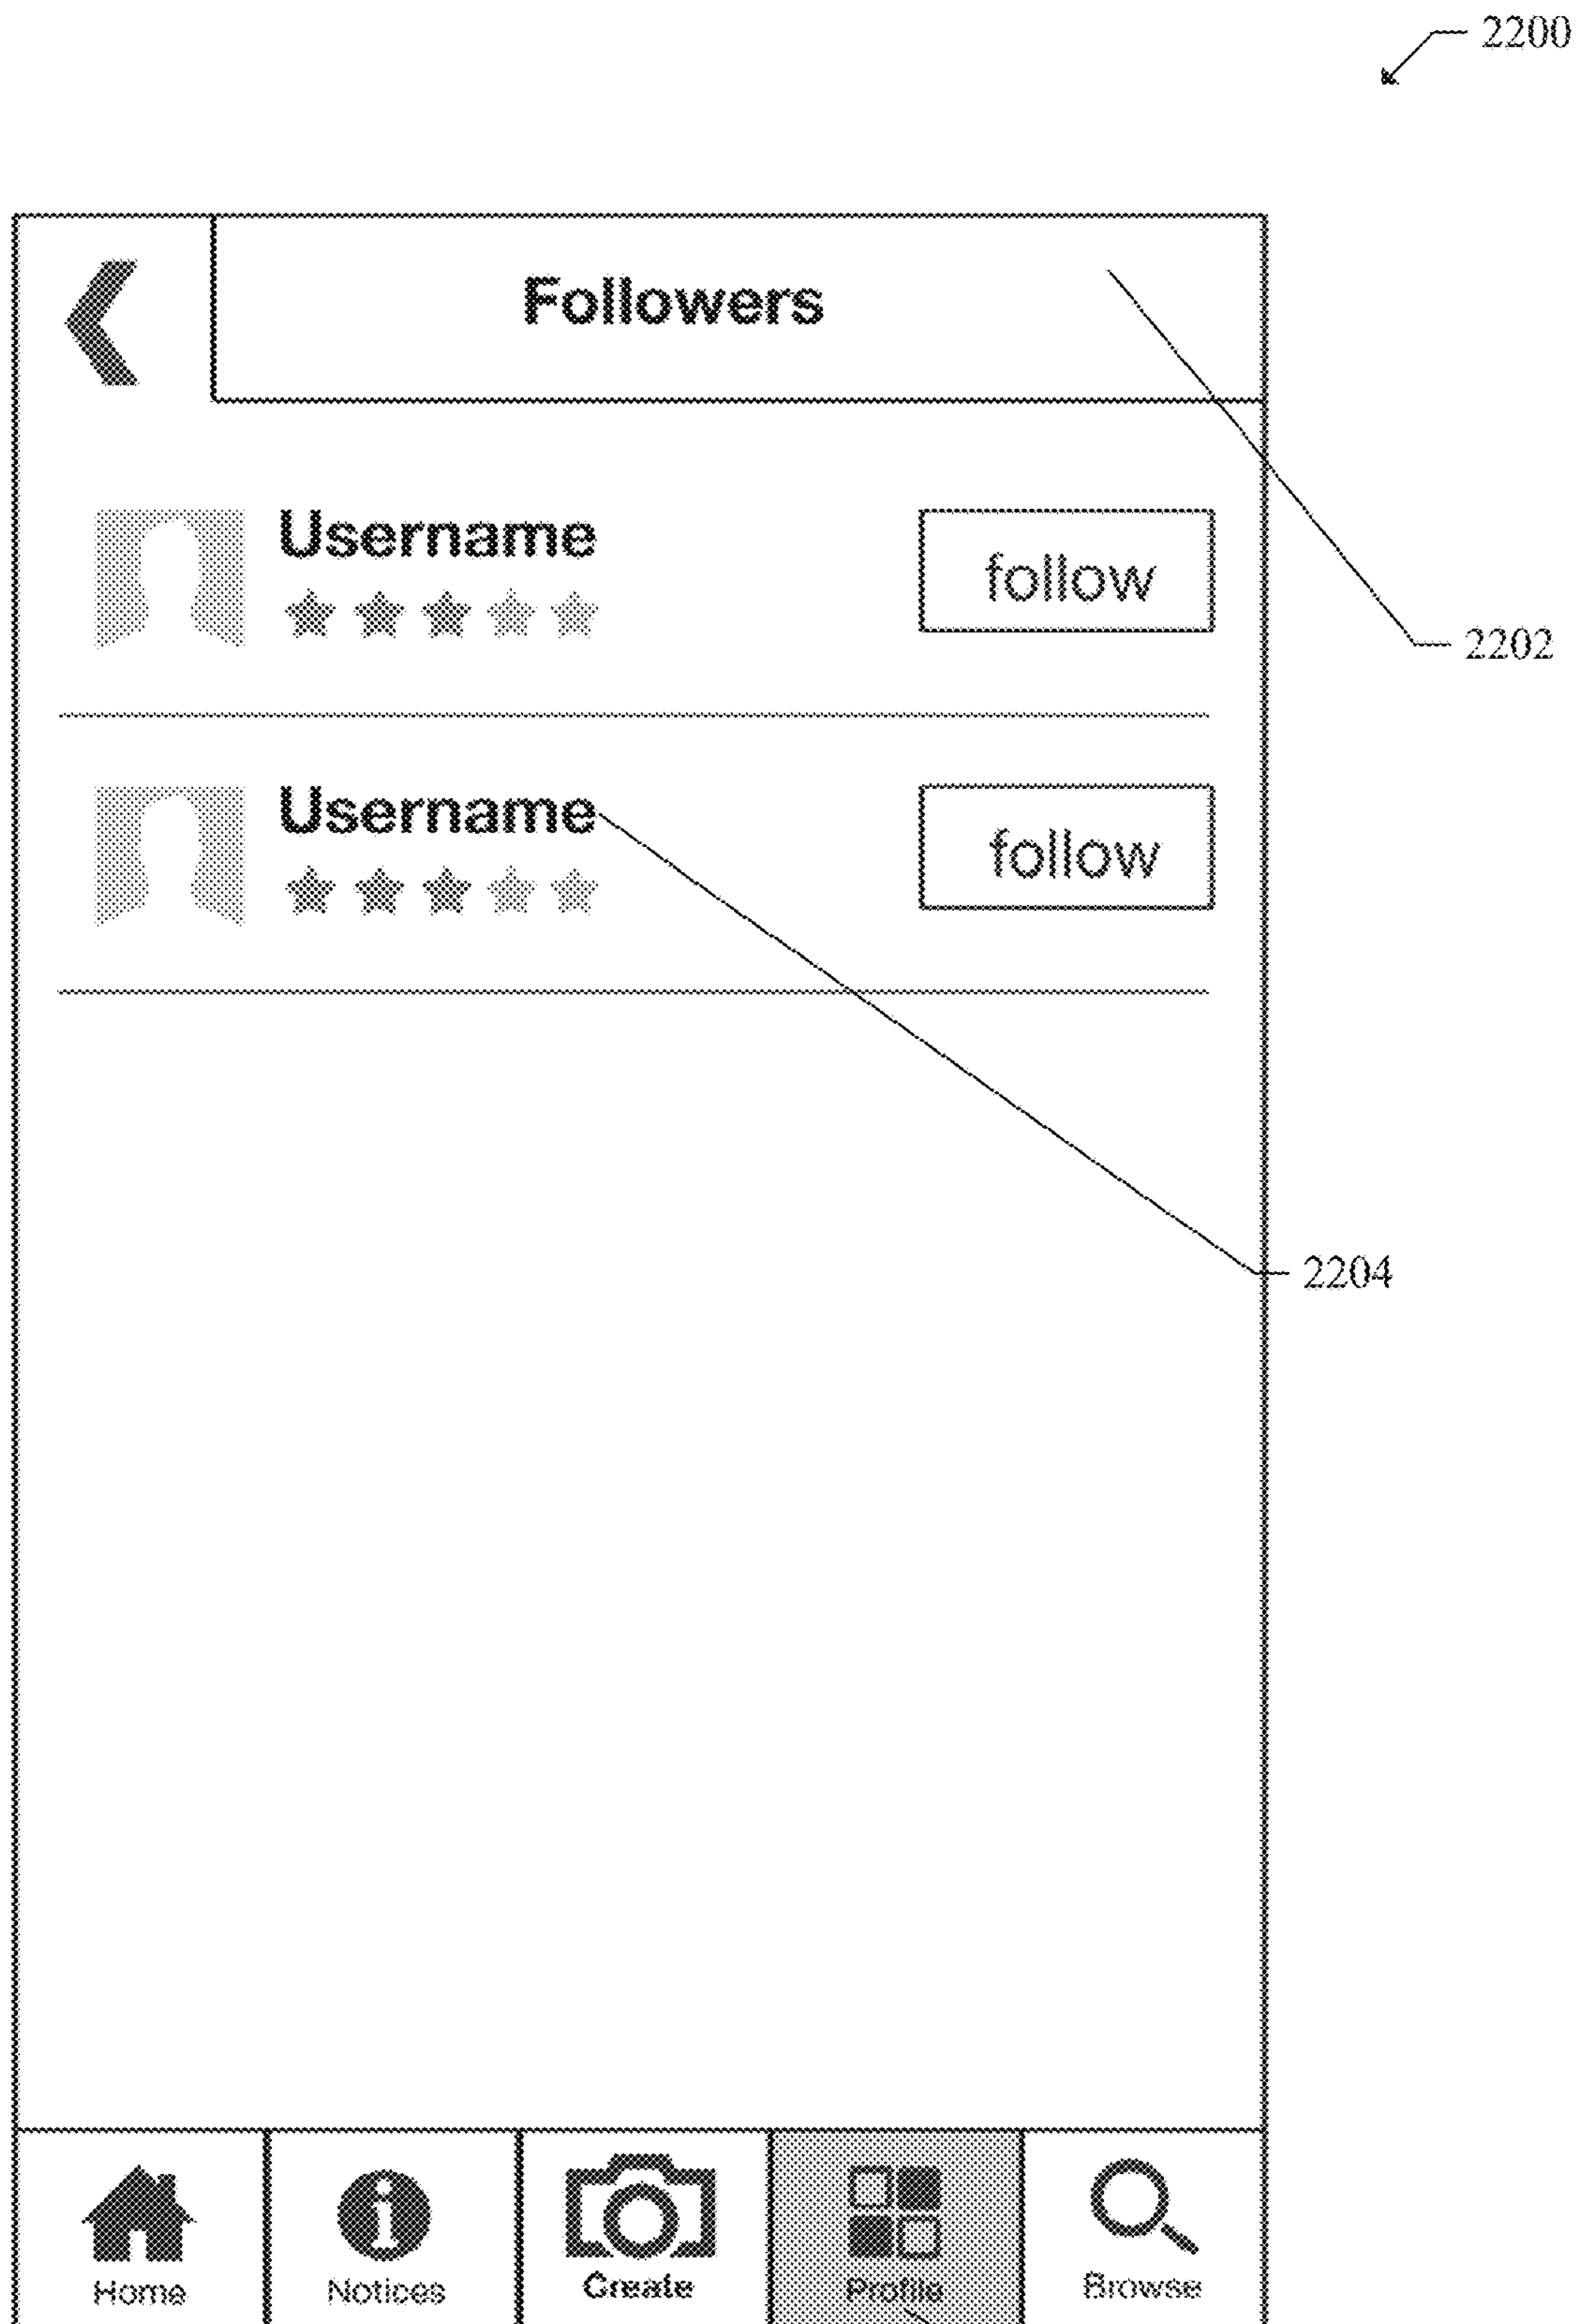 2200
Followers
Username
follow
2202
Username
follow
2204
Home
Notices
Create
Profile
Browse